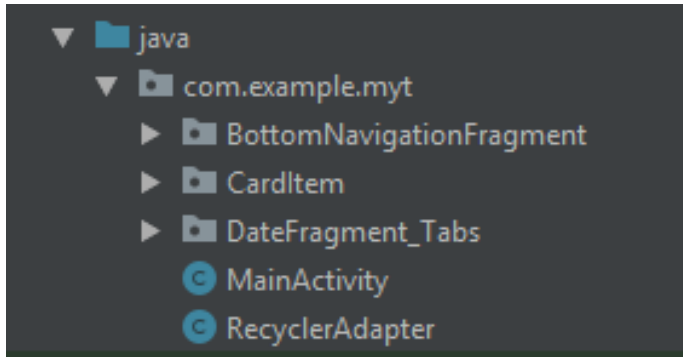 java
com.example.myt
BottomNavigationFragment
CardItem
DateFragment_Tabs
C MainActivity
C RecyclerAdapter